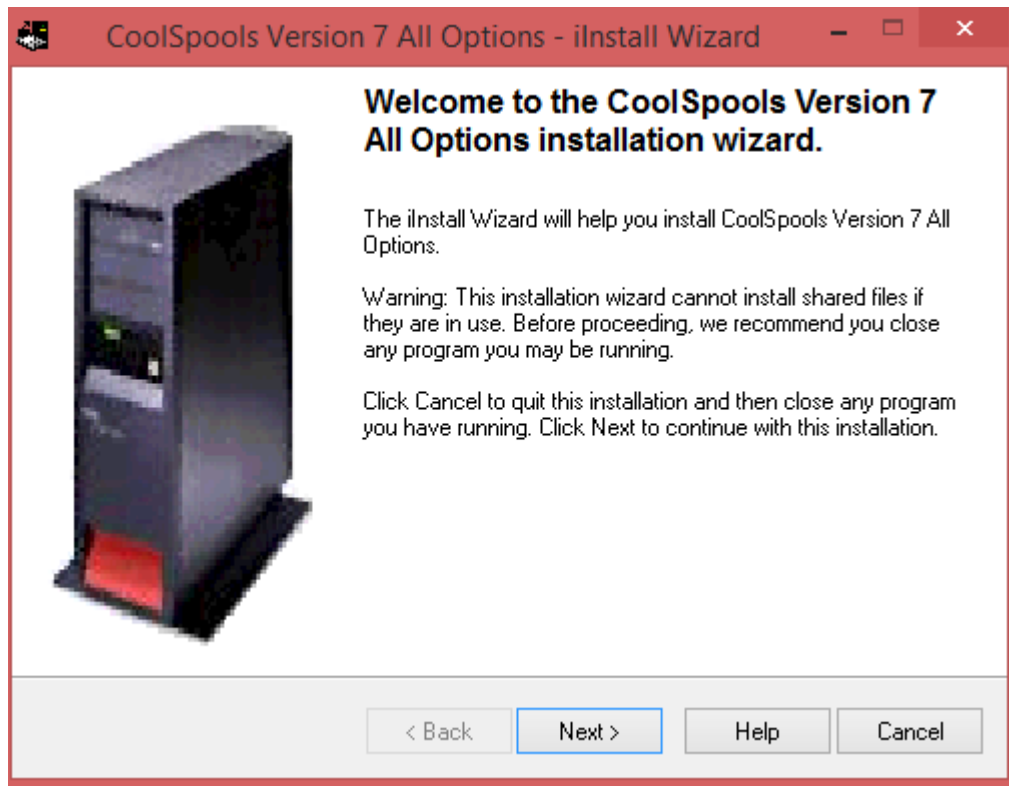 CoolSpools Version 7 All Options - iInstall Wizard
Welcome to the CoolSpools Version 7
All Options installation wizard.
The iInstall Wizard will help you install CoolSpools Version 7 All
Options.
Warning: This installation wizard cannot install shared files if
they are in use. Before proceeding, we recommend you close
any program you may be running.
Click Cancel to quit this installation and then close any program
you have running. Click Next to continue with this installation.
< Back Next > Help Cancel